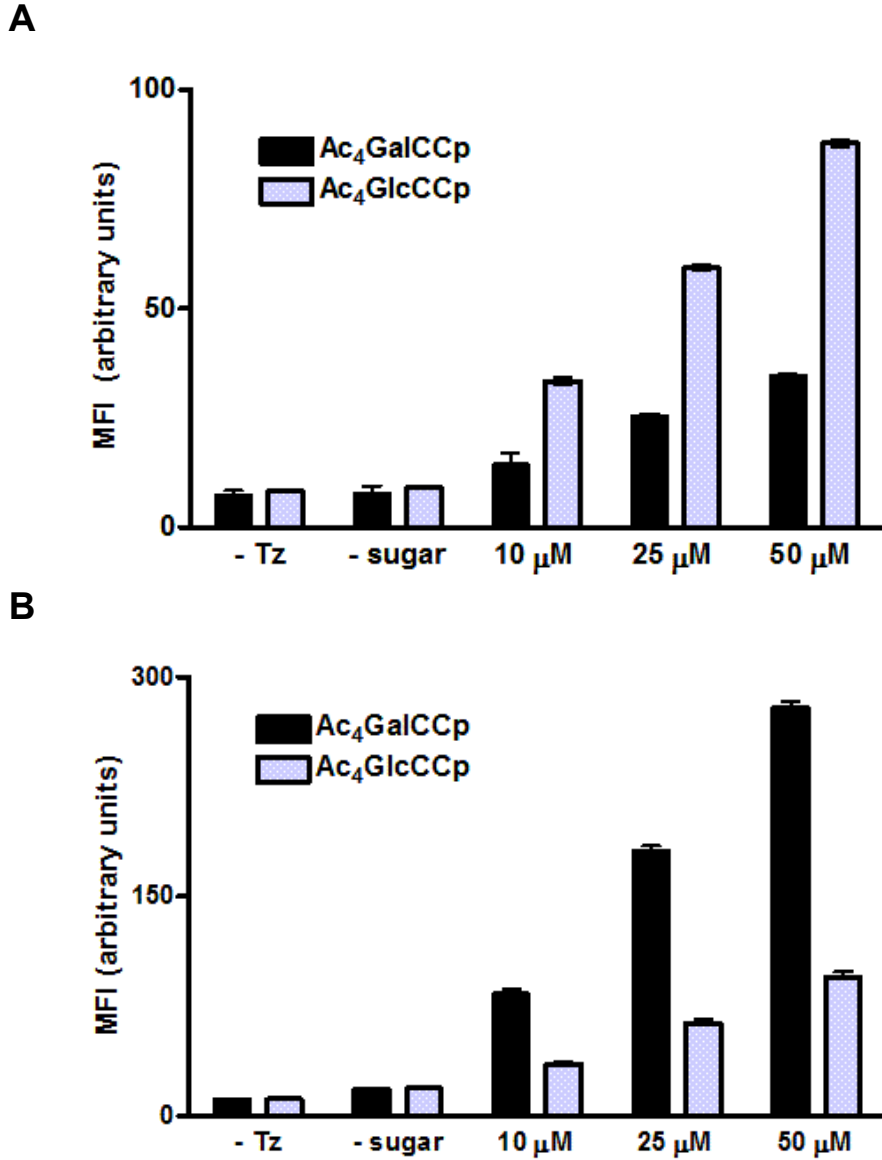 A
MFI (arbitrary units)
100
50
0
Ac₄GalCCp
Ac₄GlcCCp
- Tz - sugar 10 μM 25 μM 50 μM
B
MFI (arbitrary units)
300
150
0
Ac₄GalCCp
Ac₄GlcCCp
- Tz - sugar 10 μM 25 μM 50 μM